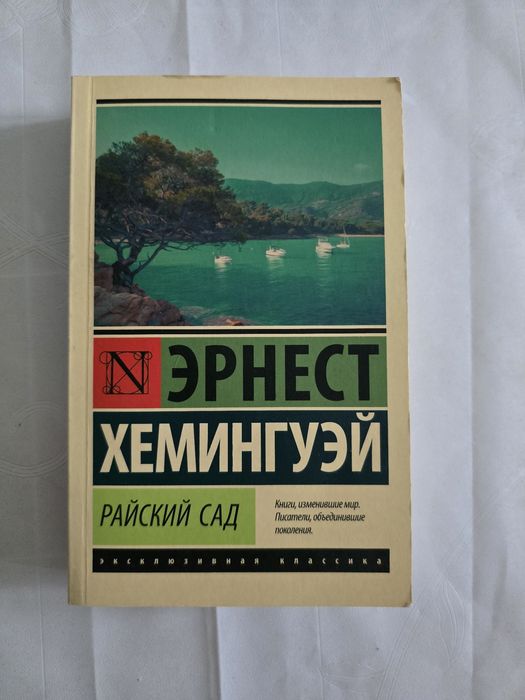 N
ЭРНЕСТ
ХЕМИНГУЭЙ
РАЙСКИЙ САД
Книги, изменившие мир.
Писатели, объединившие
поколения.
эксклюзивная классика